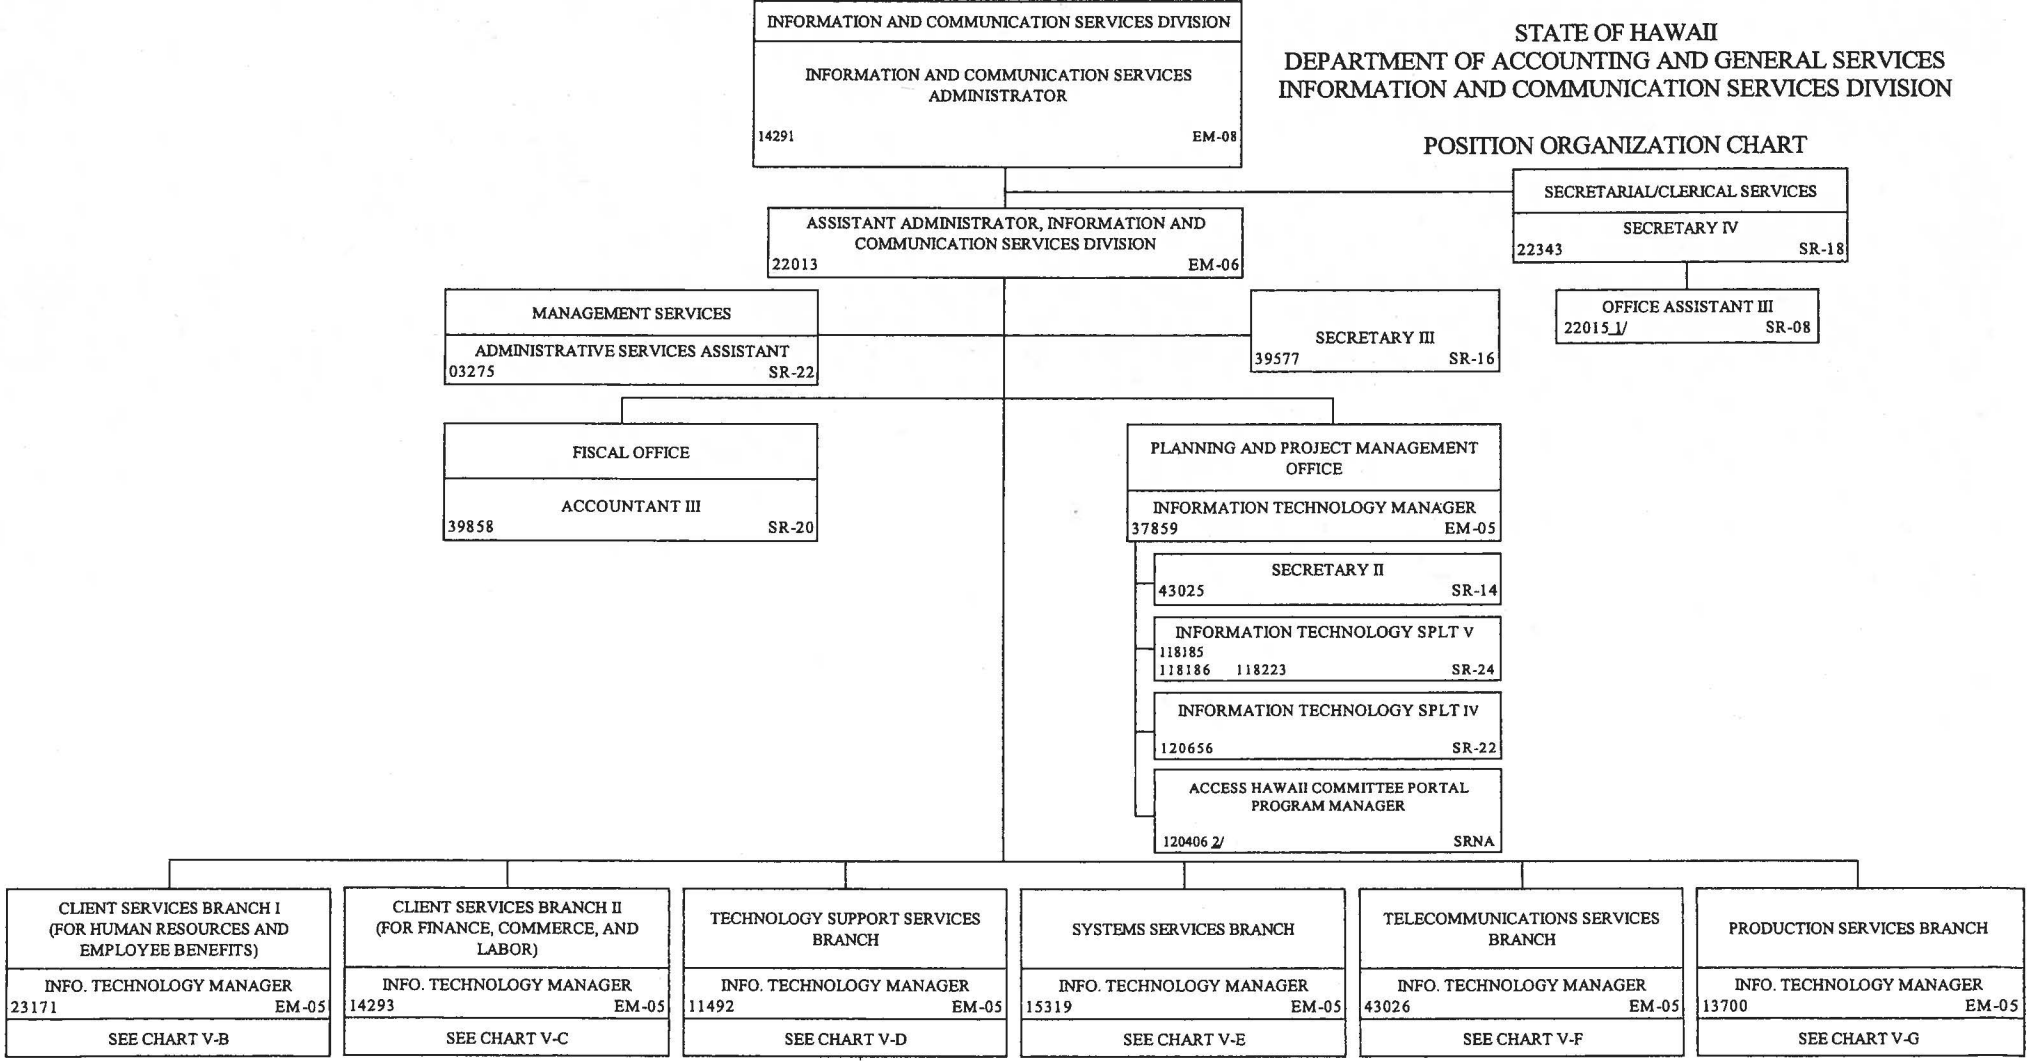 INFORMATION AND COMMUNICATION SERVICES DIVISION
INFORMATION AND COMMUNICATION SERVICES
ADMINISTRATOR
14291 EM-08
STATE OF HAWAII
DEPARTMENT OF ACCOUNTING AND GENERAL SERVICES
INFORMATION AND COMMUNICATION SERVICES DIVISION
POSITION ORGANIZATION CHART
SECRETARIAL/CLERICAL SERVICES
SECRETARY IV
22343 SR-18
OFFICE ASSISTANT III
22015 1/ SR-08
ASSISTANT ADMINISTRATOR, INFORMATION AND
COMMUNICATION SERVICES DIVISION
22013 EM-06
MANAGEMENT SERVICES
ADMINISTRATIVE SERVICES ASSISTANT
03275 SR-22
SECRETARY III
39577 SR-16
FISCAL OFFICE
ACCOUNTANT III
39858 SR-20
PLANNING AND PROJECT MANAGEMENT
OFFICE
INFORMATION TECHNOLOGY MANAGER
37859 EM-05
SECRETARY II
43025 SR-14
INFORMATION TECHNOLOGY SPLT V
118185
118186 118223 SR-24
INFORMATION TECHNOLOGY SPLT IV
120656 SR-22
ACCESS HAWAII COMMITTEE PORTAL
PROGRAM MANAGER
120406 2/ SRNA
CLIENT SERVICES BRANCH I
(FOR HUMAN RESOURCES AND
EMPLOYEE BENEFITS)
INFO. TECHNOLOGY MANAGER
23171 EM-05
SEE CHART V-B
CLIENT SERVICES BRANCH II
(FOR FINANCE, COMMERCE, AND
LABOR)
INFO. TECHNOLOGY MANAGER
14293 EM-05
SEE CHART V-C
TECHNOLOGY SUPPORT SERVICES
BRANCH
INFO. TECHNOLOGY MANAGER
11492 EM-05
SEE CHART V-D
SYSTEMS SERVICES BRANCH
INFO. TECHNOLOGY MANAGER
15319 EM-05
SEE CHART V-E
TELECOMMUNICATIONS SERVICES
BRANCH
INFO. TECHNOLOGY MANAGER
43026 EM-05
SEE CHART V-F
PRODUCTION SERVICES BRANCH
INFO. TECHNOLOGY MANAGER
13700 EM-05
SEE CHART V-G